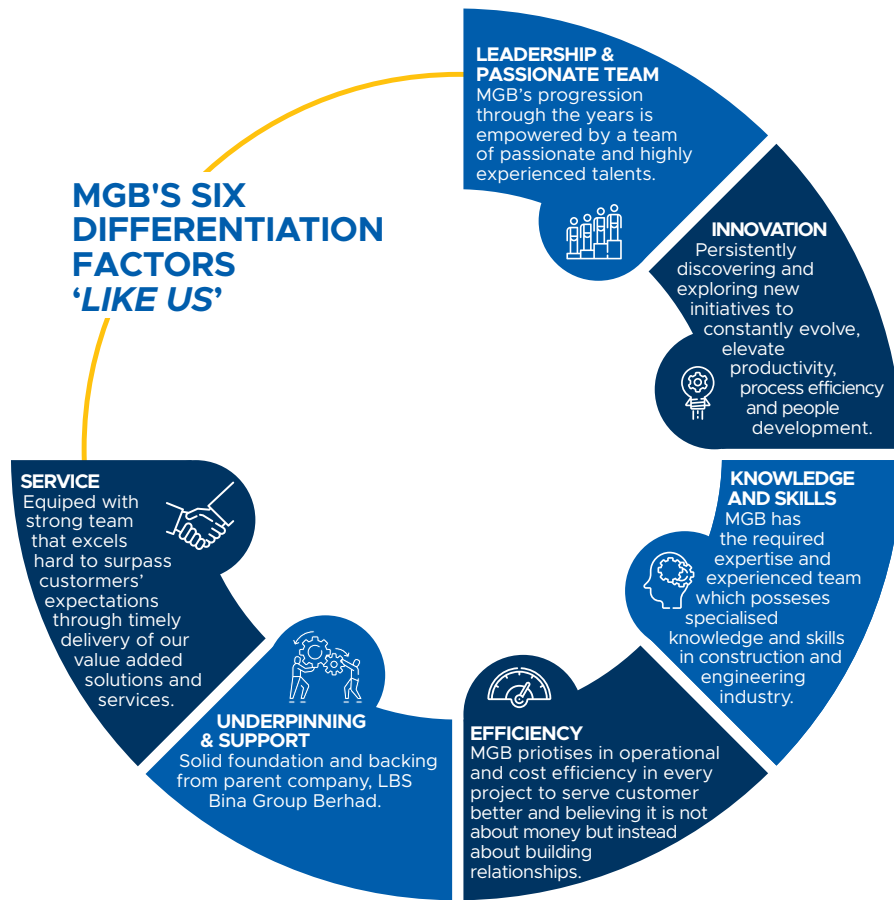 MGB'S SIX
DIFFERENTIATION
FACTORS
‘LIKE US’
LEADERSHIP &
PASSIONATE TEAM
MGB’s progression
through the years is
empowered by a team
of passionate and highly
experienced talents.
INNOVATION
Persistently
discovering and
exploring new
initiatives to
constantly evolve,
elevate
productivity,
process efficiency
and people
development.
KNOWLEDGE
AND SKILLS
MGB has
the required
expertise and
experienced team
which posseses
specialised
knowledge and skills
in construction and
engineering
industry.
EFFICIENCY
MGB priotises in operational
and cost efficiency in every
project to serve customer
better and believing it is not
about money but instead
about building
relationships.
UNDERPINNING
& SUPPORT
Solid foundation and backing
from parent company, LBS
Bina Group Berhad.
SERVICE
Equiped with
strong team
that excels
hard to surpass
custormers’
expectations
through timely
delivery of our
value added
solutions and
services.